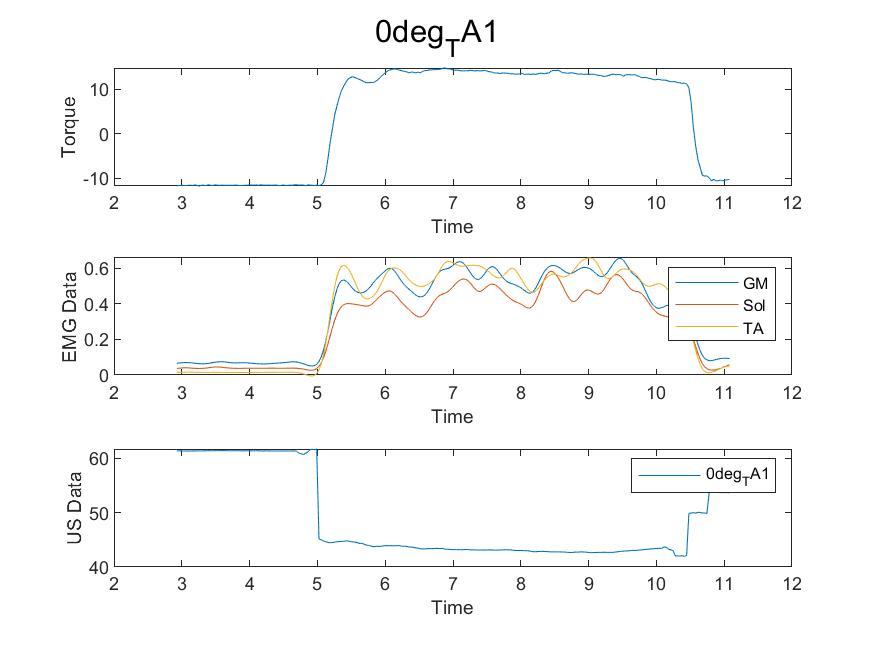 0deg_TA1
10
0
-10
Torque
2 3 4 5 6 7 8 9 10 11 12
Time
0.6
0.4
0.2
0
EMG Data
GM
Sol
TA
2 3 4 5 6 7 8 9 10 11 12
Time
60
50
40
US Data
0deg_TA1
2 3 4 5 6 7 8 9 10 11 12
Time